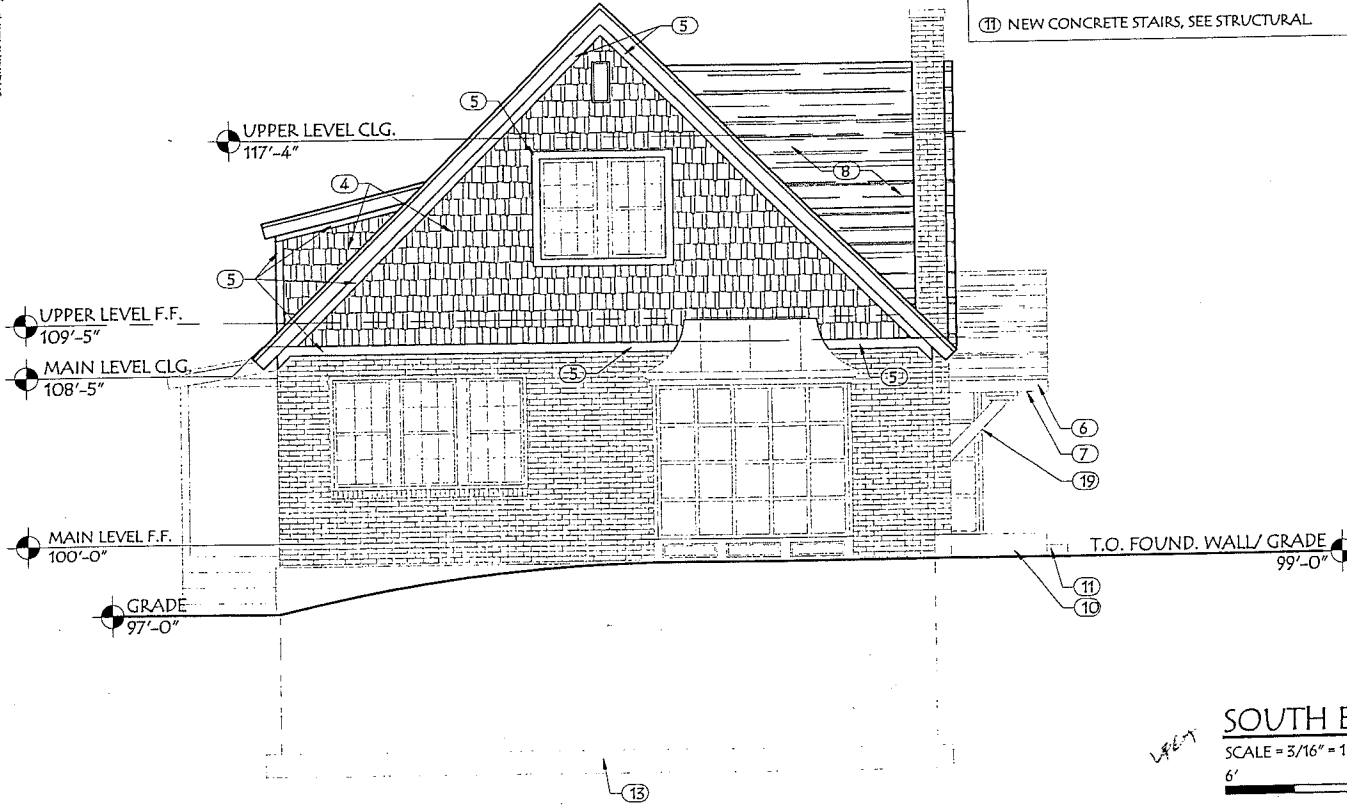 11 NEW CONCRETE STAIRS, SEE STRUCTURAL
5
5
UPPER LEVEL CLG.
117'-4"
8
4
5
UPPER LEVEL F.F.
109'-5"
MAIN LEVEL CLG.
108'-5"
5
5
6
7
19
MAIN LEVEL F.F.
100'-0"
T.O. FOUND. WALL/ GRADE
99'-0"
11
10
GRADE
97'-0"
SOUTH E
SCALE = 3/16" = 1
6'
13